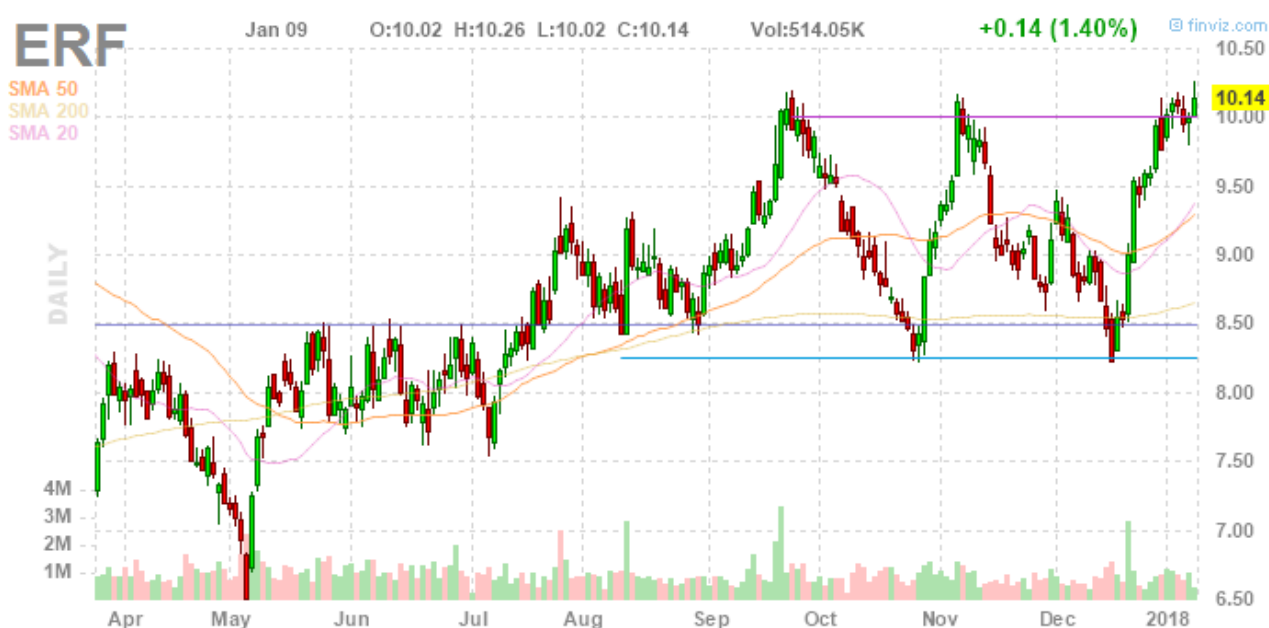 ERF
Jan 09 O:10.02 H:10.26 L:10.02 C:10.14 Vol:514.05K +0.14 (1.40%) © finviz.com
SMA 50
SMA 200
SMA 20
DAILY
10.50
10.14
10.00
9.50
9.00
8.50
8.00
7.50
7.00
6.50
4M
3M
2M
1M
Apr May Jun Jul Aug Sep Oct Nov Dec 2018